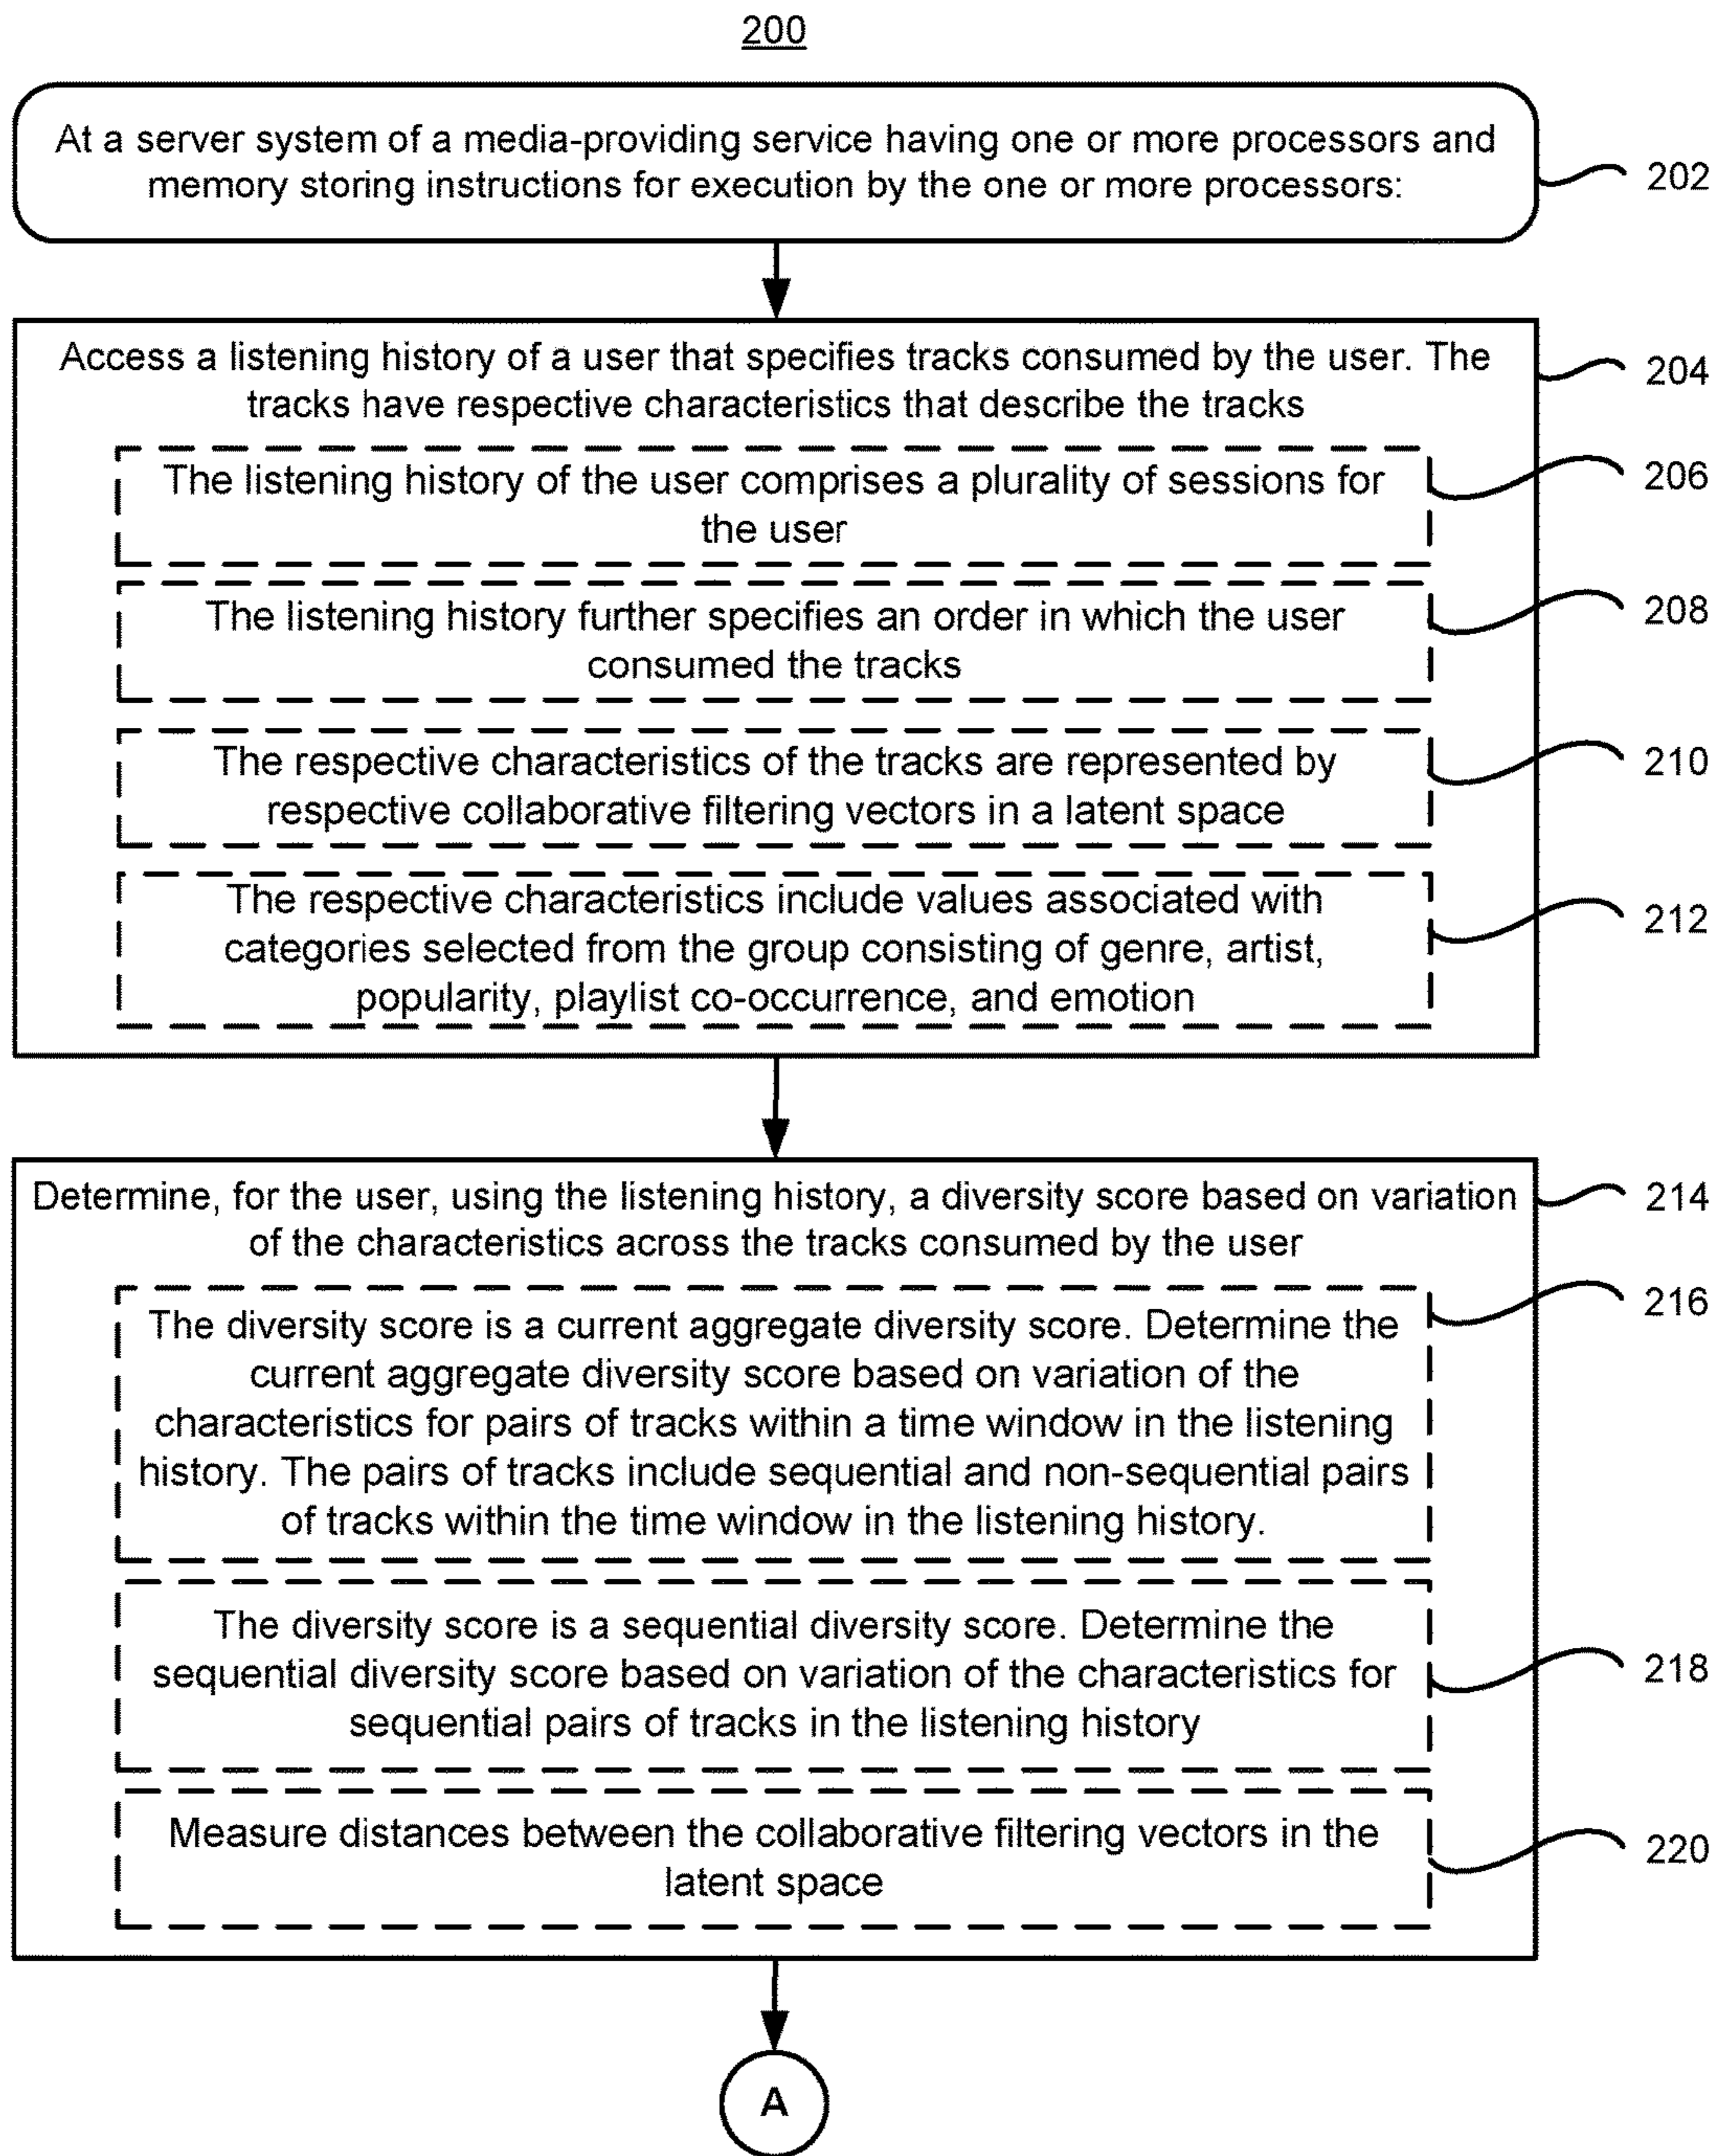 200
At a server system of a media-providing service having one or more processors and
memory storing instructions for execution by the one or more processors:
202
Access a listening history of a user that specifies tracks consumed by the user. The
tracks have respective characteristics that describe the tracks
204
The listening history of the user comprises a plurality of sessions for
the user
206
The listening history further specifies an order in which the user
consumed the tracks
208
The respective characteristics of the tracks are represented by
respective collaborative filtering vectors in a latent space
210
The respective characteristics include values associated with
categories selected from the group consisting of genre, artist,
popularity, playlist co-occurrence, and emotion
212
Determine, for the user, using the listening history, a diversity score based on variation
of the characteristics across the tracks consumed by the user
214
The diversity score is a current aggregate diversity score. Determine the
current aggregate diversity score based on variation of the
characteristics for pairs of tracks within a time window in the listening
history. The pairs of tracks include sequential and non-sequential pairs
of tracks within the time window in the listening history.
216
The diversity score is a sequential diversity score. Determine the
sequential diversity score based on variation of the characteristics for
sequential pairs of tracks in the listening history
218
Measure distances between the collaborative filtering vectors in the
latent space
220
A